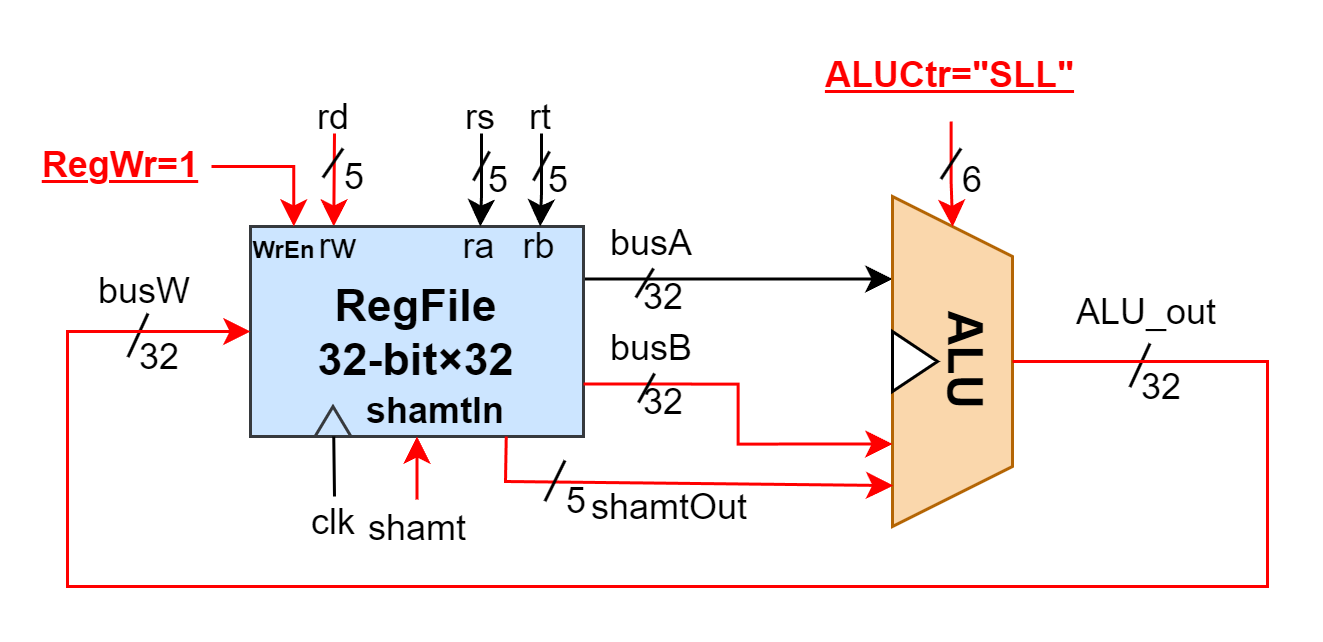 ALUCtr="SLL"
rd
rs
rt
RegWr=1
5
5
5
6
WrEn
rw
ra
rb
busA
32
busW
32
RegFile
32-bit×32
shamtIn
busB
32
ALU
ALU_out
32
5
shamtOut
clk
shamt